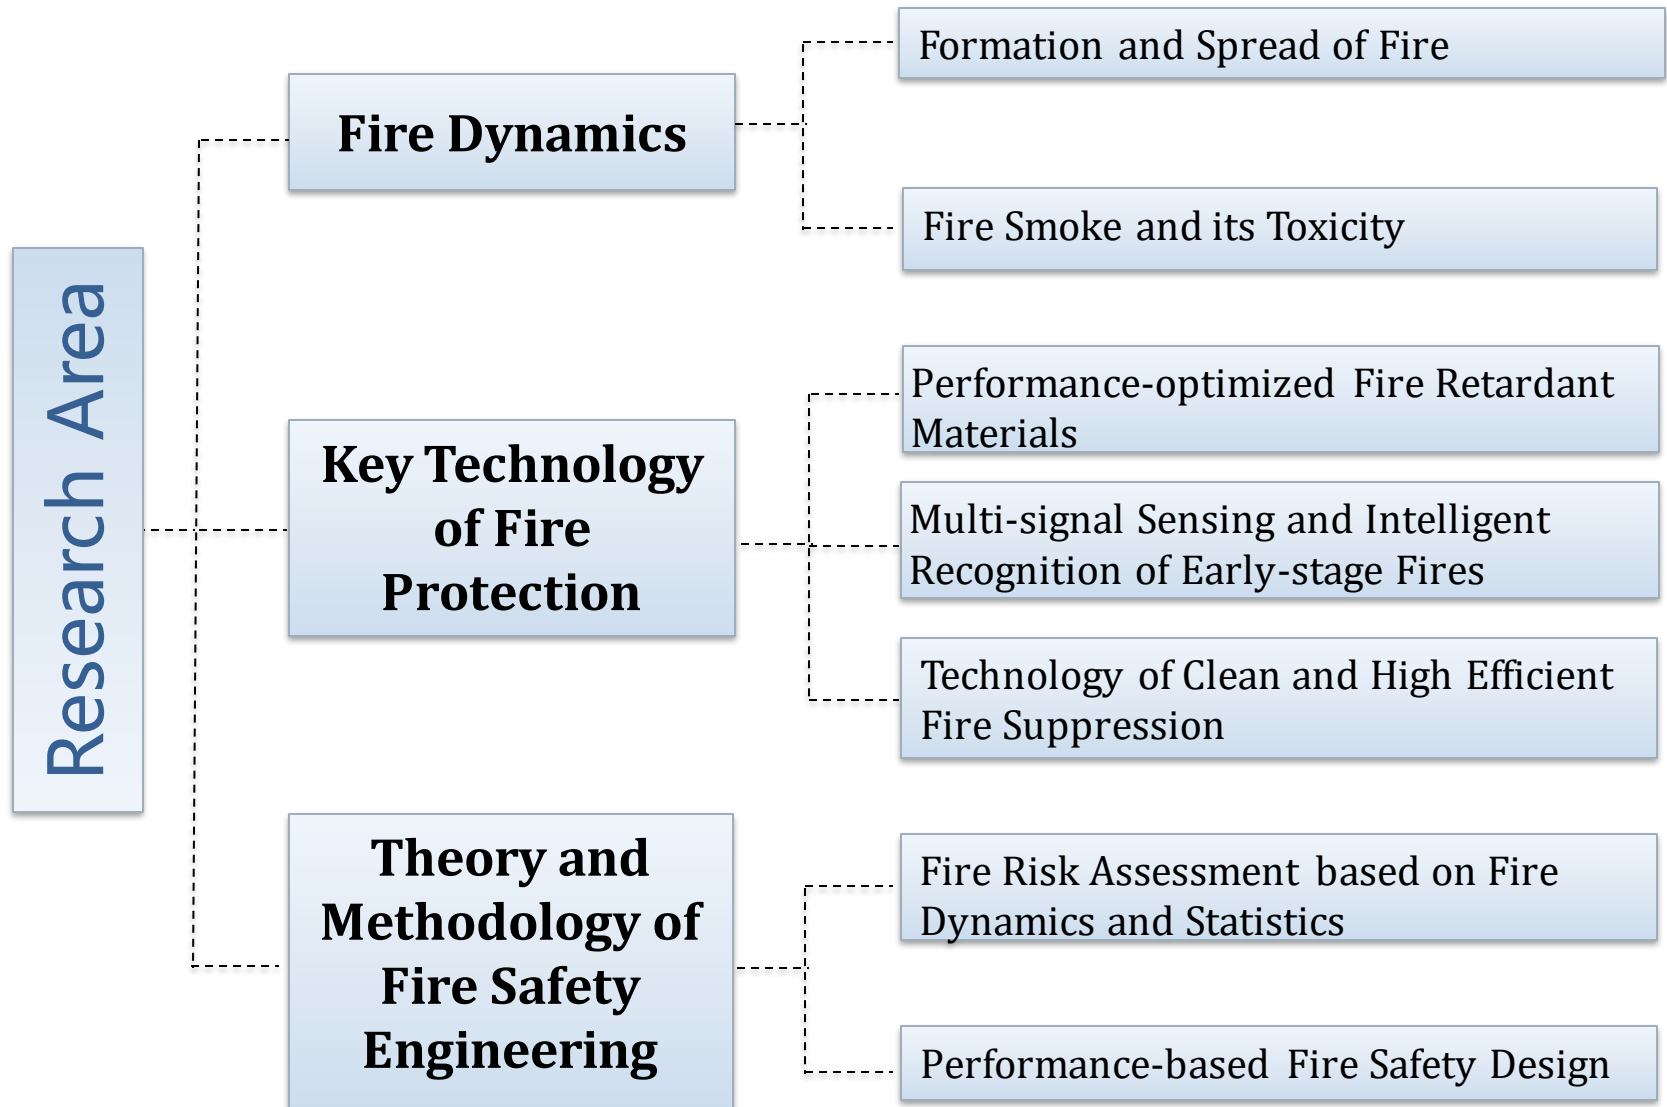 Research Area
Fire Dynamics
Formation and Spread of Fire
Fire Smoke and its Toxicity
Key Technology
of Fire
Protection
Performance-optimized Fire Retardant
Materials
Multi-signal Sensing and Intelligent
Recognition of Early-stage Fires
Technology of Clean and High Efficient
Fire Suppression
Theory and
Methodology of
Fire Safety
Engineering
Fire Risk Assessment based on Fire
Dynamics and Statistics
Performance-based Fire Safety Design